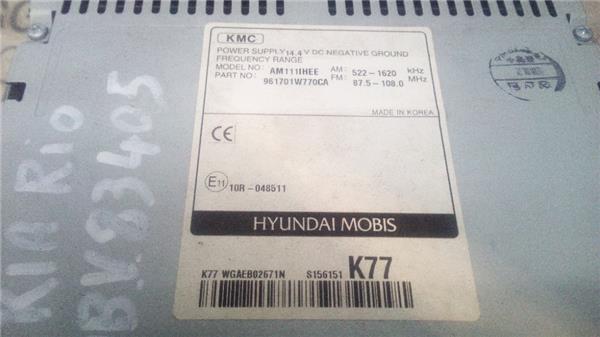 KMC
POWER SUPPLY 14.4 V DC NEGATIVE GROUND
FREQUENCY RANGE
MODEL NO: AM111IHEE AM: 522-1620 kHz
PART NO: 961701W770CA FM: 87.5-108.0 MHz
MADE IN KOREA
CE
E11 10R-048511
HYUNDAI MOBIS
K77 WGAEB02671N S156151 K77
KIA Rio
BV83405